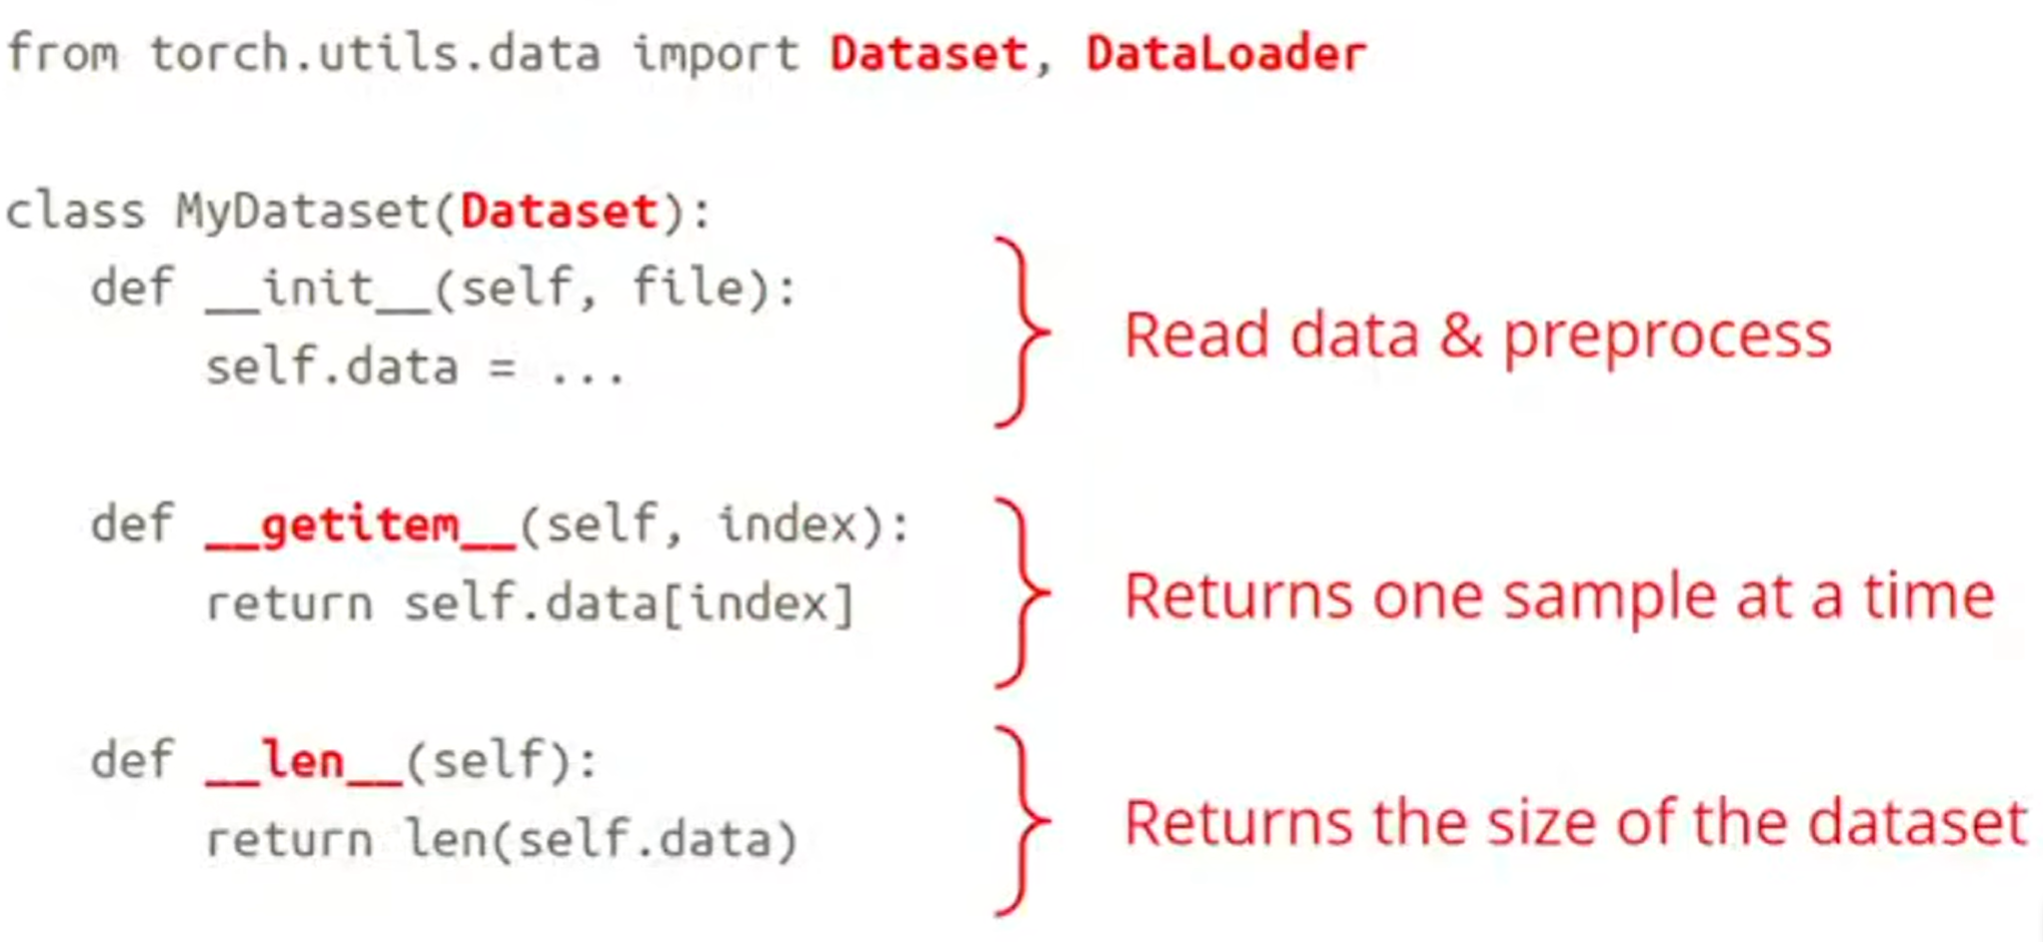 from torch.utils.data import Dataset, DataLoader
class MyDataset(Dataset):
def __init__(self, file):
self.data = ...
Read data & preprocess
def __getitem__(self, index):
return self.data[index]
Returns one sample at a time
def __len__(self):
return len(self.data)
Returns the size of the dataset